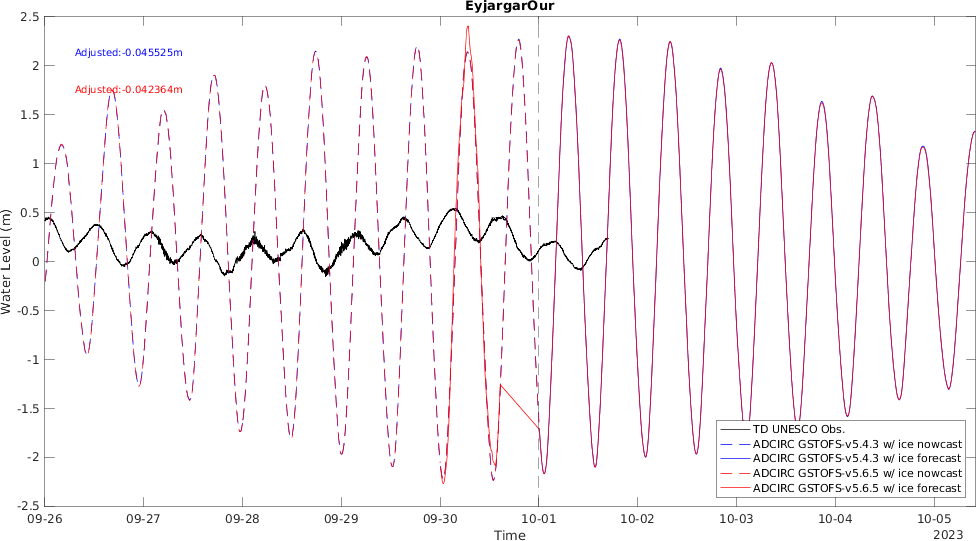 EyjargarOur
Adjusted:-0.045525m
Adjusted:-0.042364m
Water Level (m)
2.5
2
1.5
1
0.5
0
-0.5
-1
-1.5
-2
-2.5
TD UNESCO Obs.
ADCIRC GSTOFS-v5.4.3 w/ ice nowcast
ADCIRC GSTOFS-v5.4.3 w/ ice forecast
ADCIRC GSTOFS-v5.6.5 w/ ice nowcast
ADCIRC GSTOFS-v5.6.5 w/ ice forecast
09-26 09-27 09-28 09-29 09-30 10-01 10-02 10-03 10-04 10-05
Time
2023